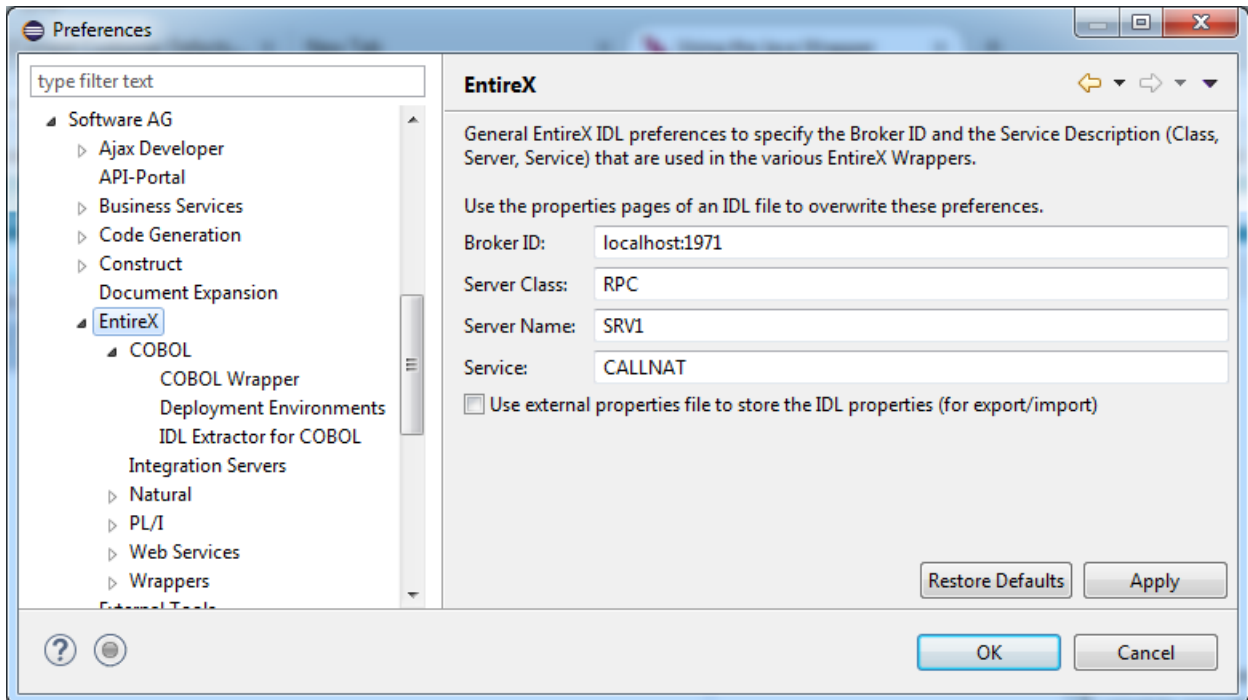 Preferences
type filter text
Software AG
Ajax Developer
API-Portal
Business Services
Code Generation
Construct
Document Expansion
EntireX
COBOL
COBOL Wrapper
Deployment Environments
IDL Extractor for COBOL
Integration Servers
Natural
PL/I
Web Services
Wrappers
External Tools
EntireX
General EntireX IDL preferences to specify the Broker ID and the Service Description (Class,
Server, Service) that are used in the various EntireX Wrappers.
Use the properties pages of an IDL file to overwrite these preferences.
Broker ID: localhost:1971
Server Class: RPC
Server Name: SRV1
Service: CALLNAT
Use external properties file to store the IDL properties (for export/import)
Restore Defaults Apply
OK Cancel